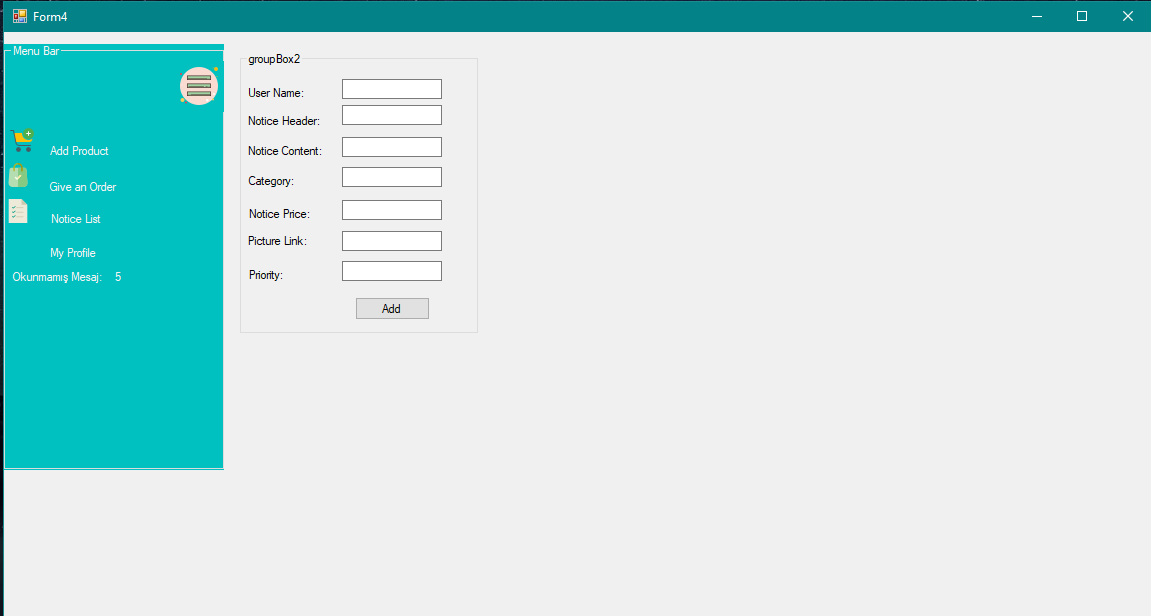 Form4
Menu Bar
Add Product
Give an Order
Notice List
My Profile
Okunmamış Mesaj: 5
groupBox2
User Name:
Notice Header:
Notice Content:
Category:
Notice Price:
Picture Link:
Priority:
Add